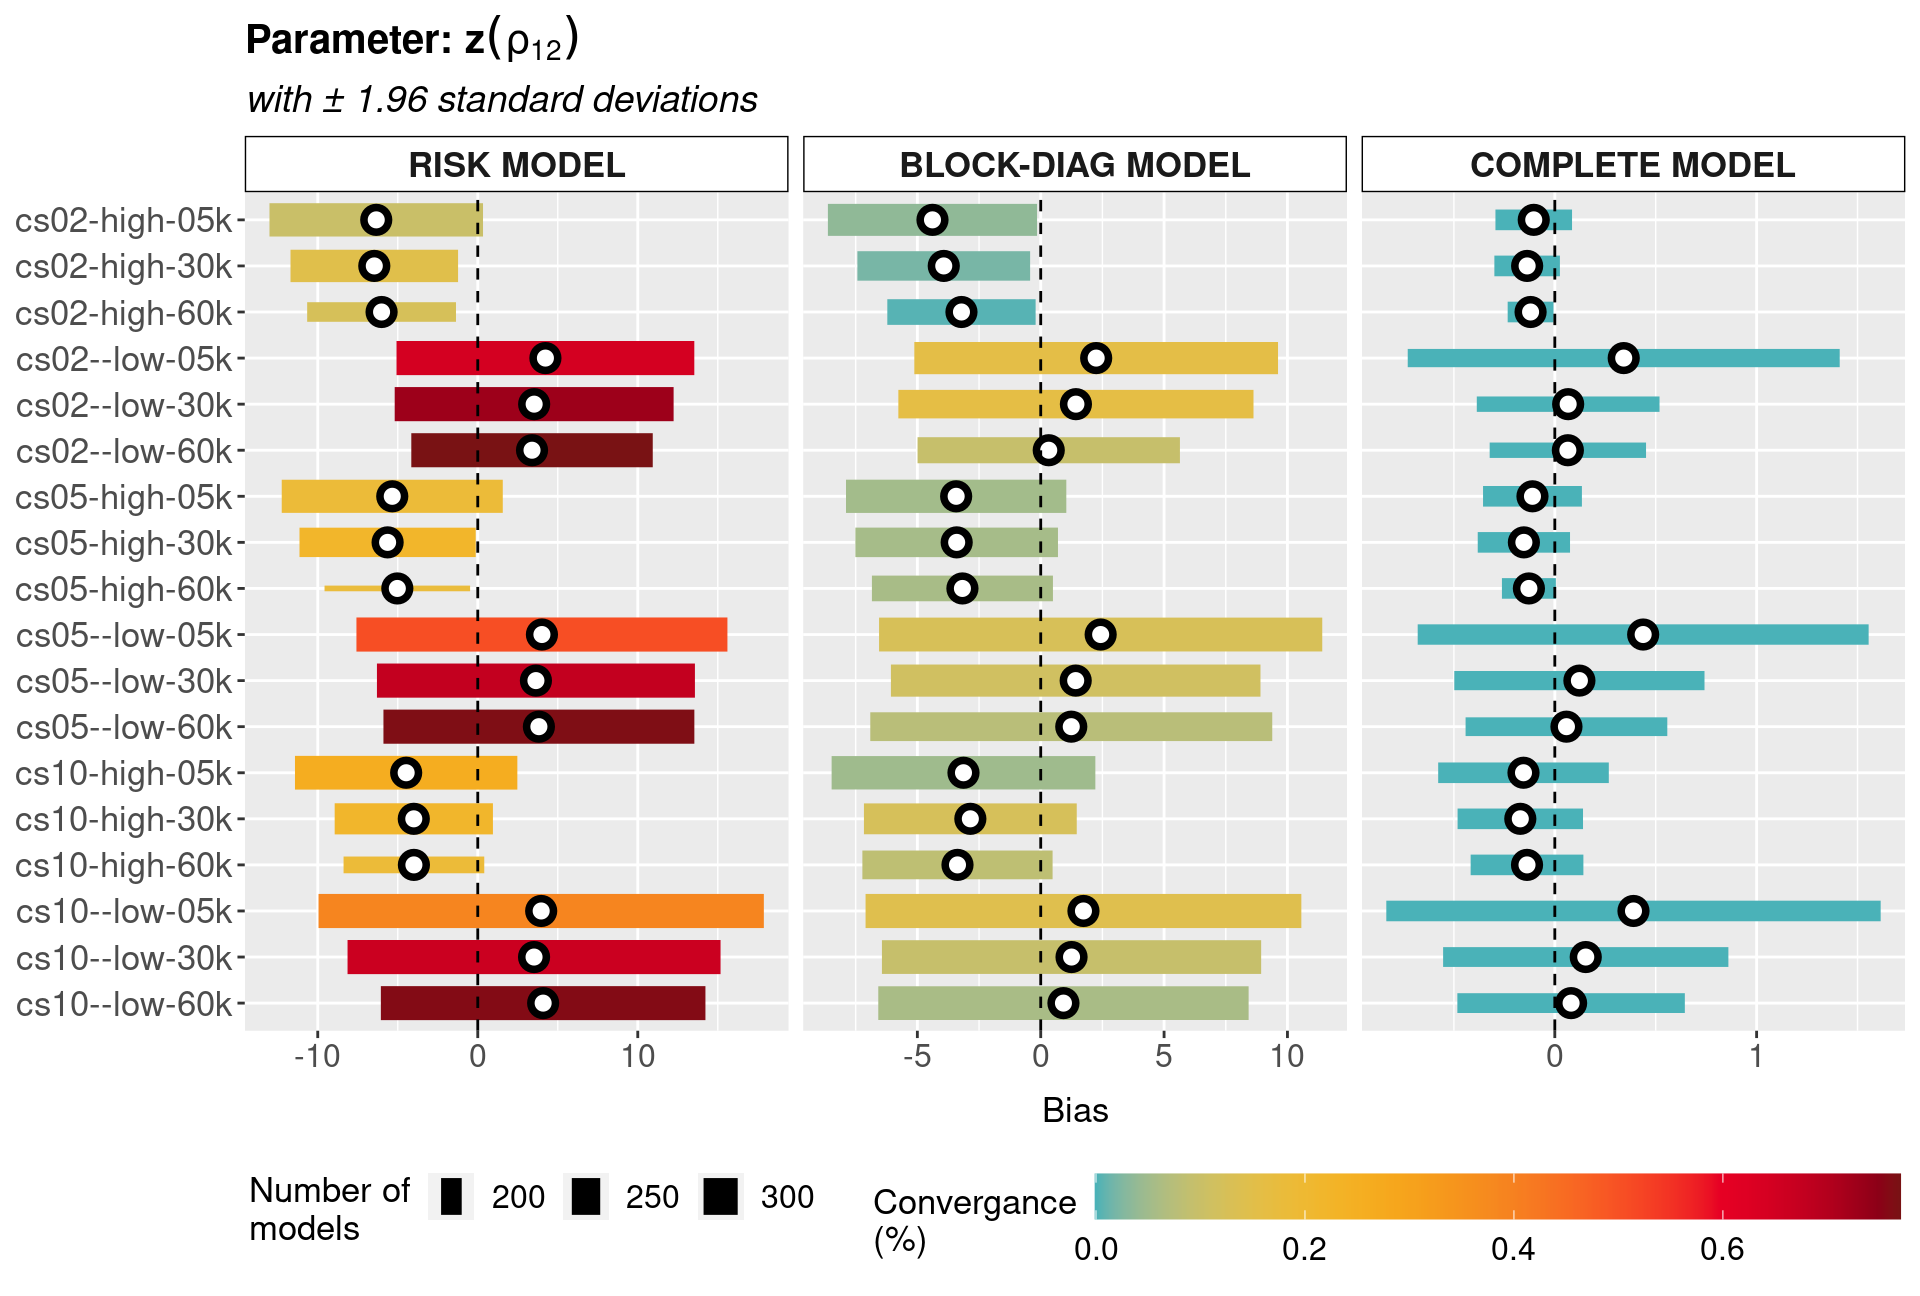 Parameter: z(ρ12)
with ± 1.96 standard deviations
RISK MODEL BLOCK-DIAG MODEL COMPLETE MODEL
cs02-high-05k
cs02-high-30k
cs02-high-60k
cs02--low-05k
cs02--low-30k
cs02--low-60k
cs05-high-05k
cs05-high-30k
cs05-high-60k
cs05--low-05k
cs05--low-30k
cs05--low-60k
cs10-high-05k
cs10-high-30k
cs10-high-60k
cs10--low-05k
cs10--low-30k
cs10--low-60k
-10 0 10 -5 0 5 10 0 1
Bias
Number of
models
200 250 300
Convergance
(%)
0.0 0.2 0.4 0.6